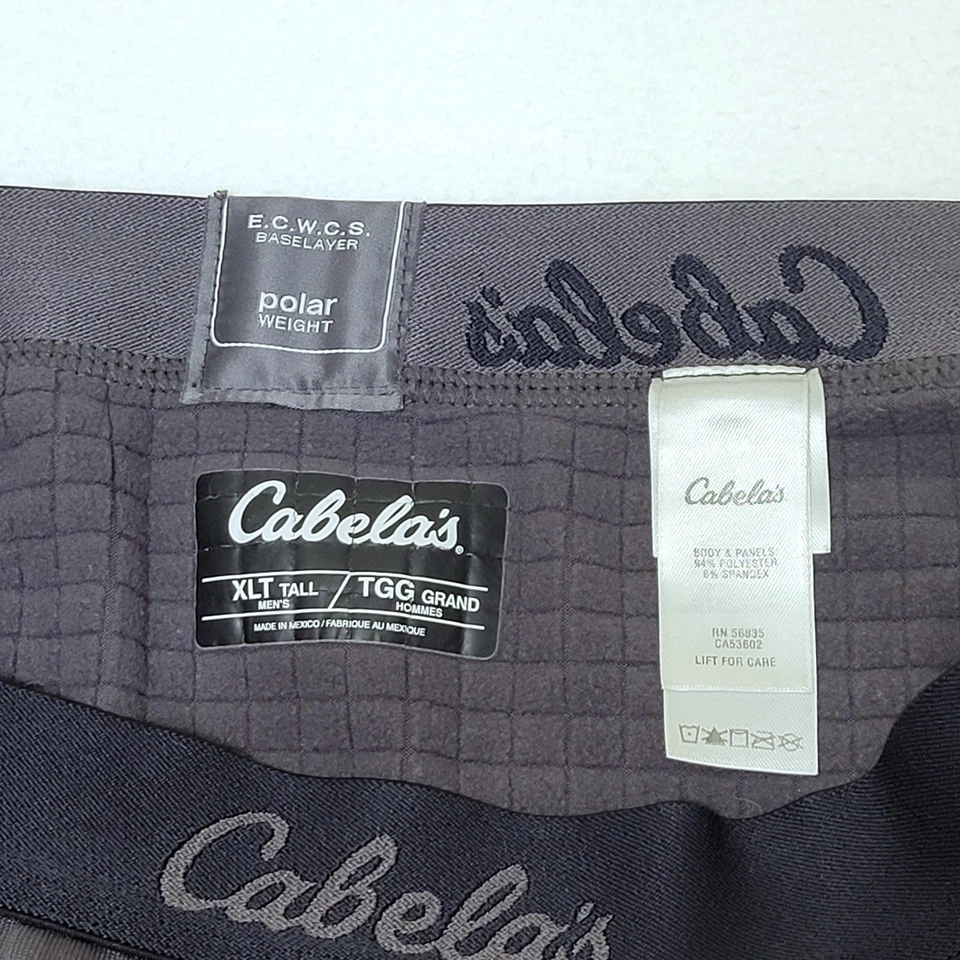 E.C.W.C.S.
BASELAYER
polar
WEIGHT
Cabela's
Cabela's.
XLT TALL / TGG GRAND
MEN'S HOMMES
MADE IN MEXICO / FABRIQUE AU MEXIQUE
Cabela's
BODY & PANELS:
94% POLYESTER
6% SPANDEX
RN 56835
CA53602
LIFT FOR CARE
Cabela's